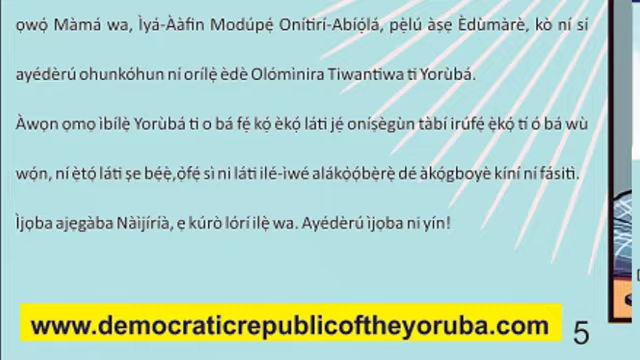 ọwọ́ Màmá wa, Ìyá-Ààfin Modúpẹ́ Onítirí-Abíọ́lá, pẹ̀lú àṣẹ Èdùmàrè, kò ní sí
ayédèrú ohunkóhun ní orílẹ̀ èdè Olómìnira Tiwantiwa ti Yorùbá.
Àwọn ọmọ ìbílẹ̀ Yorùbá ti o bá fẹ́ kọ́ èkọ́ láti jẹ́ oníṣègùn tàbí irúfẹ́ ẹ̀kọ́ tí ó bá wù
wọ́n, ní ẹ̀tọ́ láti ṣe bẹ́ẹ̀,ọ̀fẹ́ sì ni láti ilé-ìwé alákọ̀ọ́bẹ̀rẹ̀ dé àkọ́gboyè kíní ní fásitì.
Ìjọba ajẹgàba Nàìjíríà, ẹ kúrò lórí ilẹ̀ wa. Ayédèrú ìjọba ni yín!
www.democraticrepublicoftheyoruba.com
5